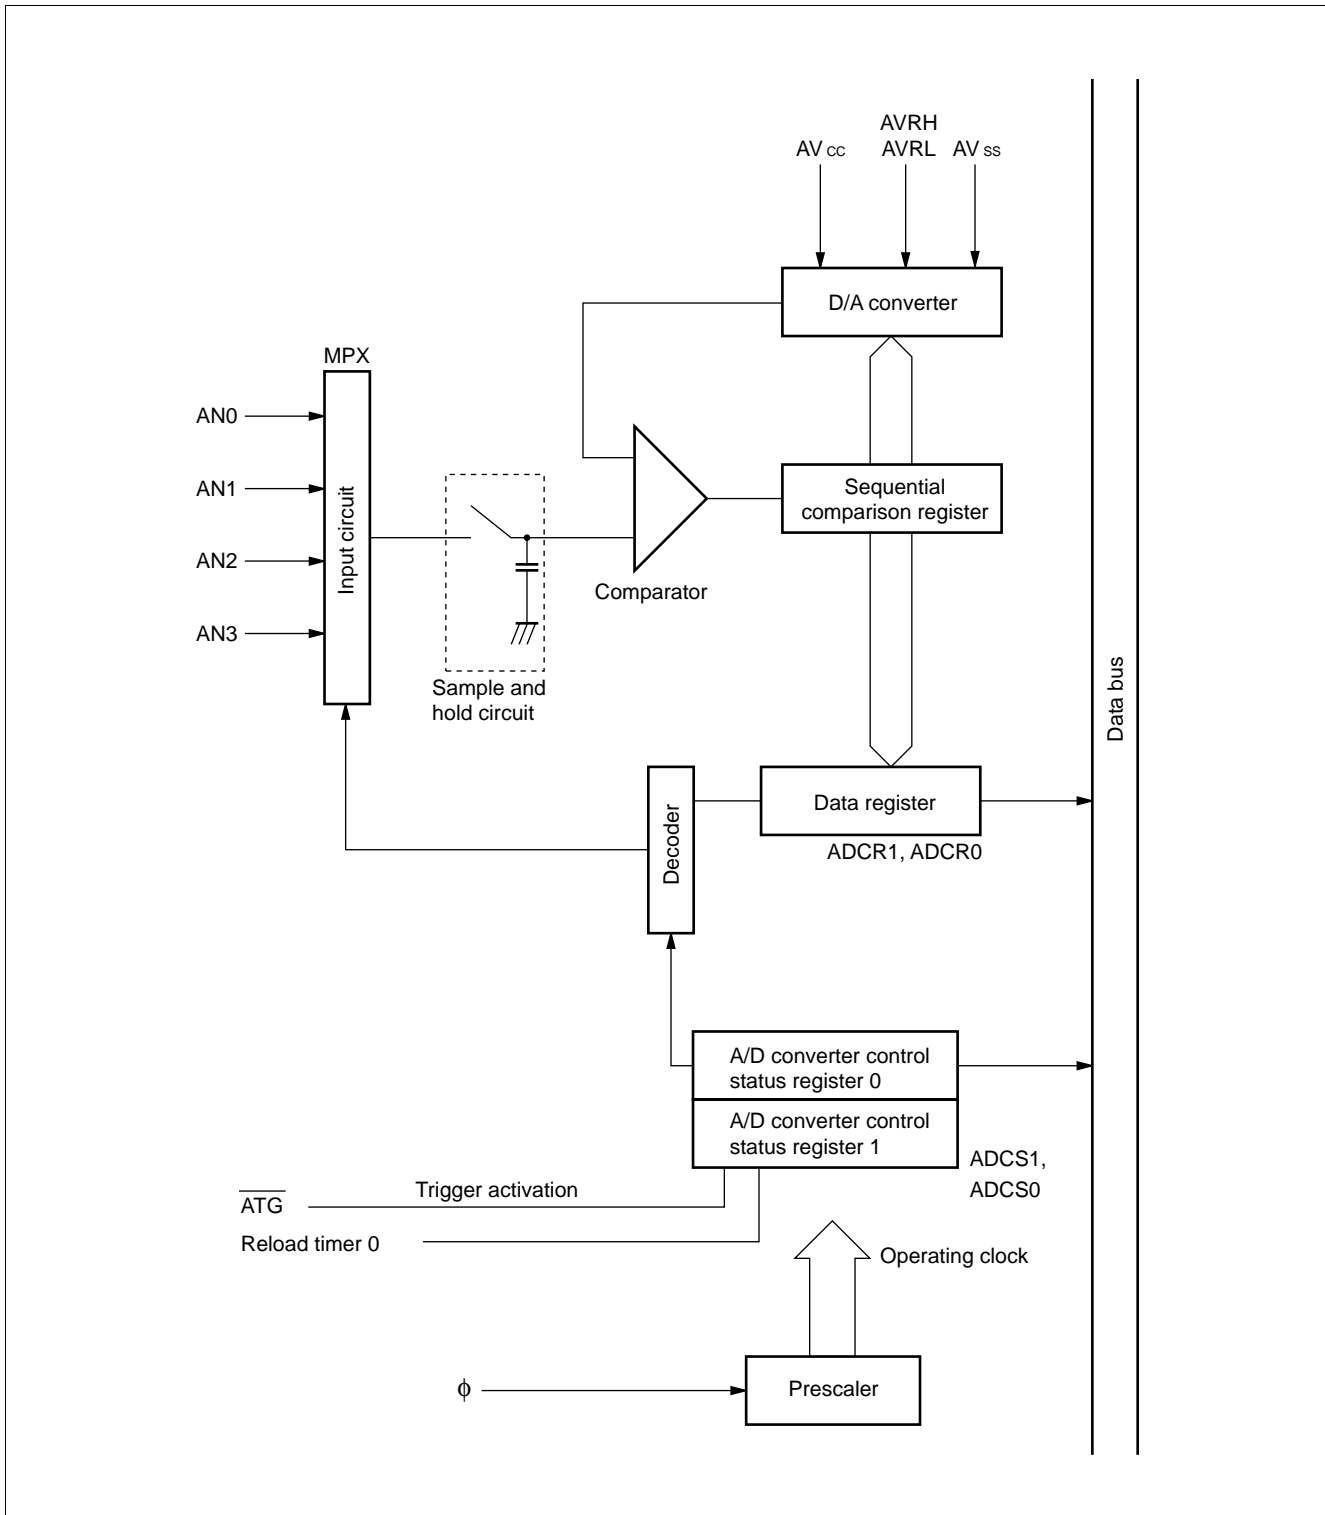 AVRH
AV CC AVRL AV SS
D/A converter
MPX
AN0
AN1
AN2
AN3
Input circuit
Sequential
comparison register
Comparator
Sample and
hold circuit
Data bus
Decoder
Data register
ADCR1, ADCR0
A/D converter control
status register 0
A/D converter control
status register 1
ADCS1,
ADCS0
ATG
Trigger activation
Reload timer 0
Operating clock
ϕ
Prescaler